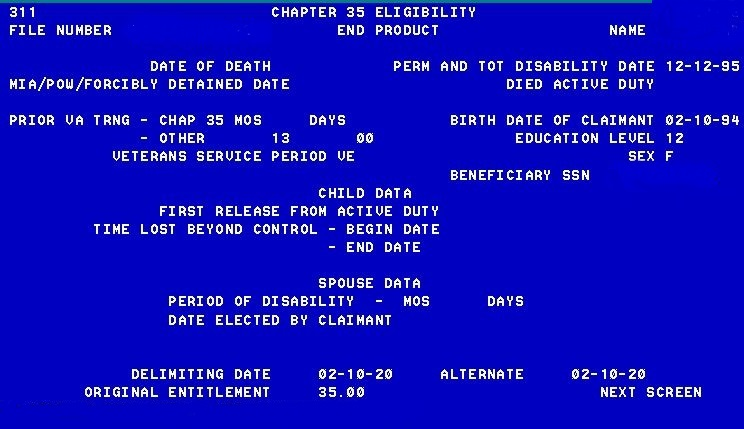 311 CHAPTER 35 ELIGIBILITY
FILE NUMBER END PRODUCT NAME
DATE OF DEATH PERM AND TOT DISABILITY DATE 12-12-95
MIA/POW/FORCIBLY DETAINED DATE DIED ACTIVE DUTY
PRIOR VA TRNG - CHAP 35 MOS DAYS BIRTH DATE OF CLAIMANT 02-10-94
- OTHER 13 00 EDUCATION LEVEL 12
VETERANS SERVICE PERIOD VE SEX F
BENEFICIARY SSN
CHILD DATA
FIRST RELEASE FROM ACTIVE DUTY
TIME LOST BEYOND CONTROL - BEGIN DATE
- END DATE
SPOUSE DATA
PERIOD OF DISABILITY - MOS DAYS
DATE ELECTED BY CLAIMANT
DELIMITING DATE 02-10-20 ALTERNATE 02-10-20
ORIGINAL ENTITLEMENT 35.00 NEXT SCREEN